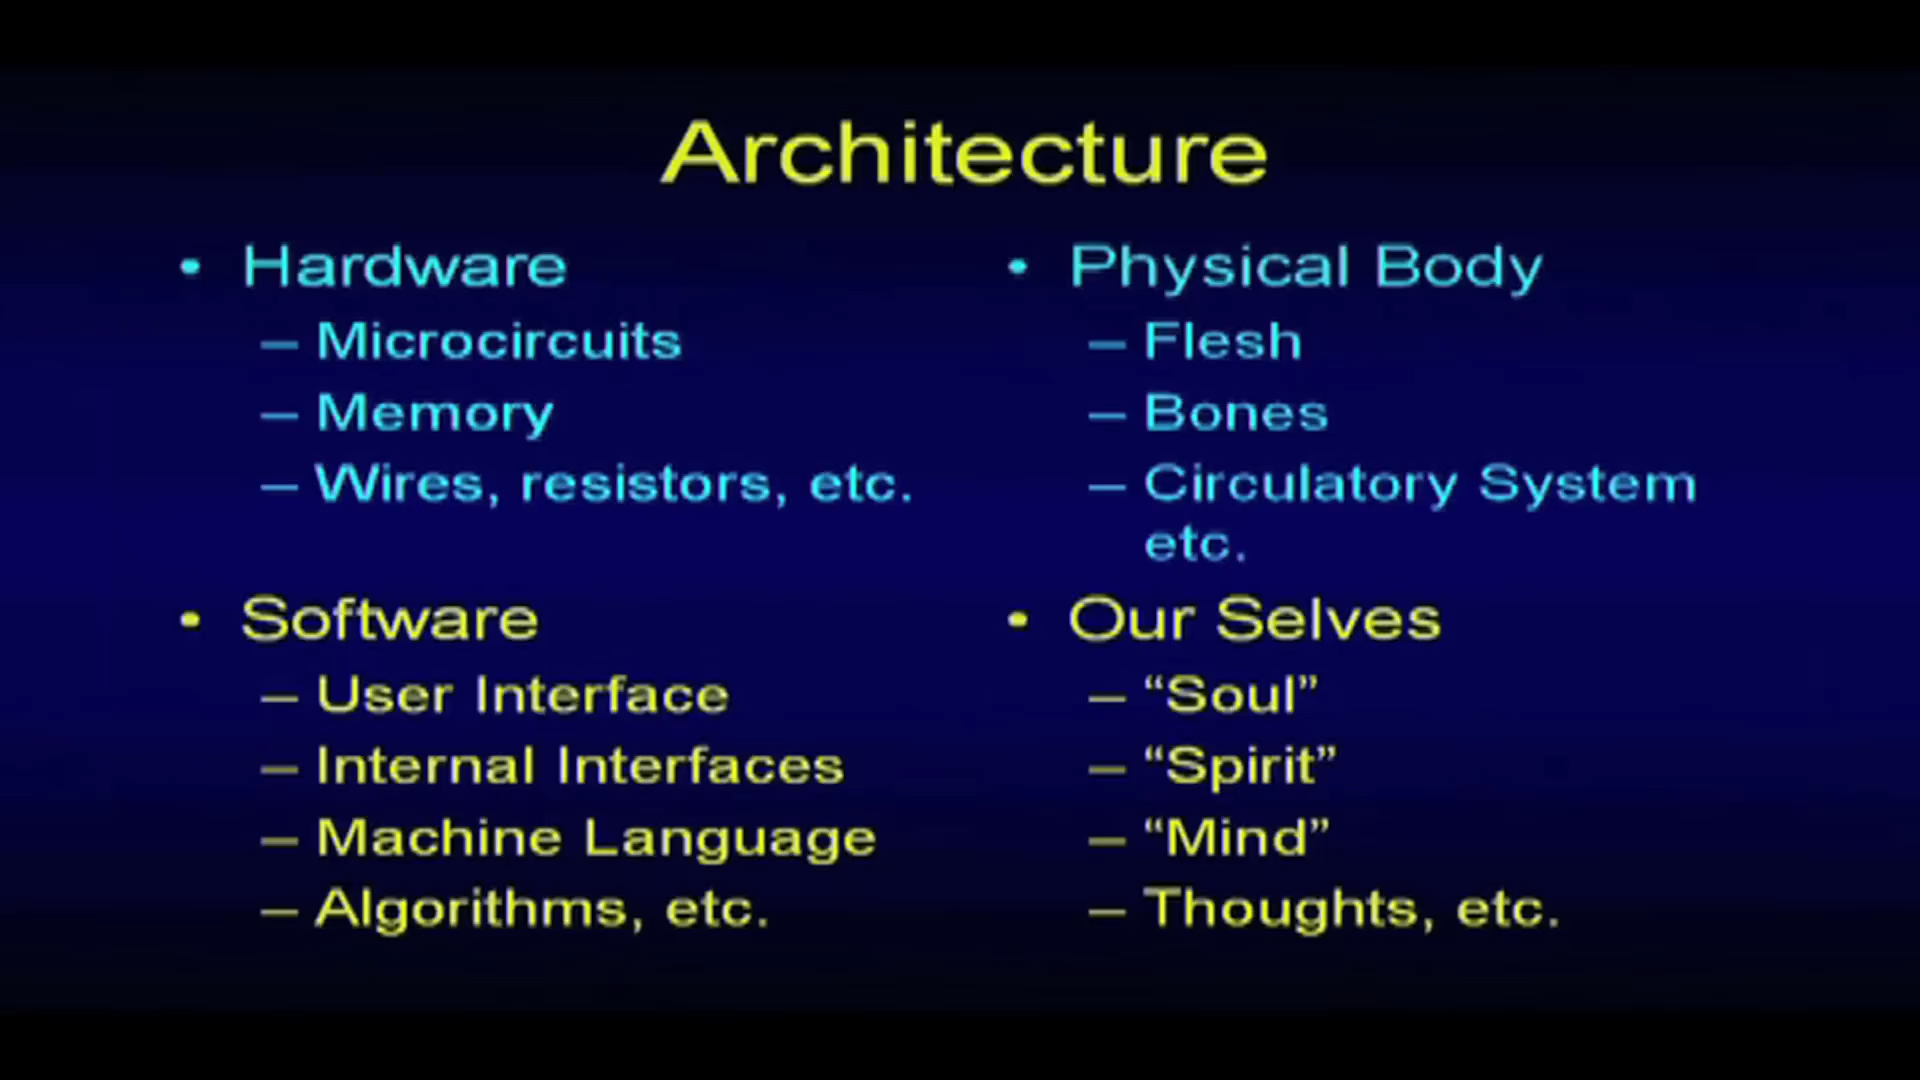 Architecture
• Hardware
– Microcircuits
– Memory
– Wires, resistors, etc.
• Software
– User Interface
– Internal Interfaces
– Machine Language
– Algorithms, etc.
• Physical Body
– Flesh
– Bones
– Circulatory System
etc.
• Our Selves
– “Soul”
– “Spirit”
– “Mind”
– Thoughts, etc.